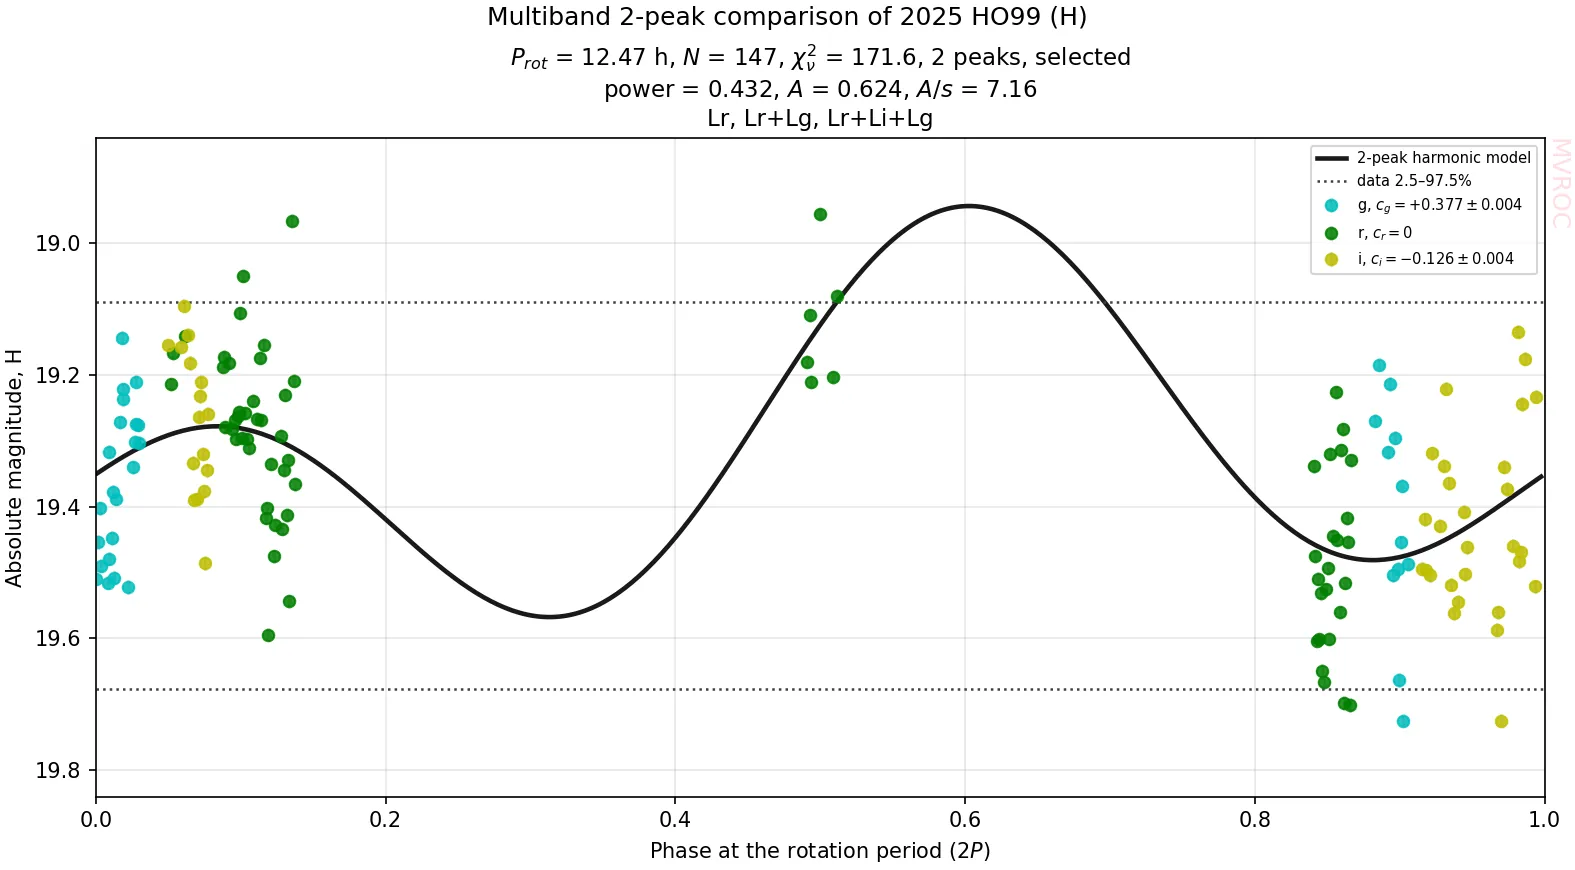 Multiband 2-peak comparison of 2025 HO99 (H)
P_rot = 12.47 h, N = 147, χ²_ν = 171.6, 2 peaks, selected
power = 0.432, A = 0.624, A/s = 7.16
Lr, Lr+Lg, Lr+Li+Lg
2-peak harmonic model
data 2.5–97.5%
g, c_g = +0.377 ± 0.004
r, c_r = 0
i, c_i = −0.126 ± 0.004
MVROC
Absolute magnitude, H
19.0
19.2
19.4
19.6
19.8
0.0 0.2 0.4 0.6 0.8 1.0
Phase at the rotation period (2P)